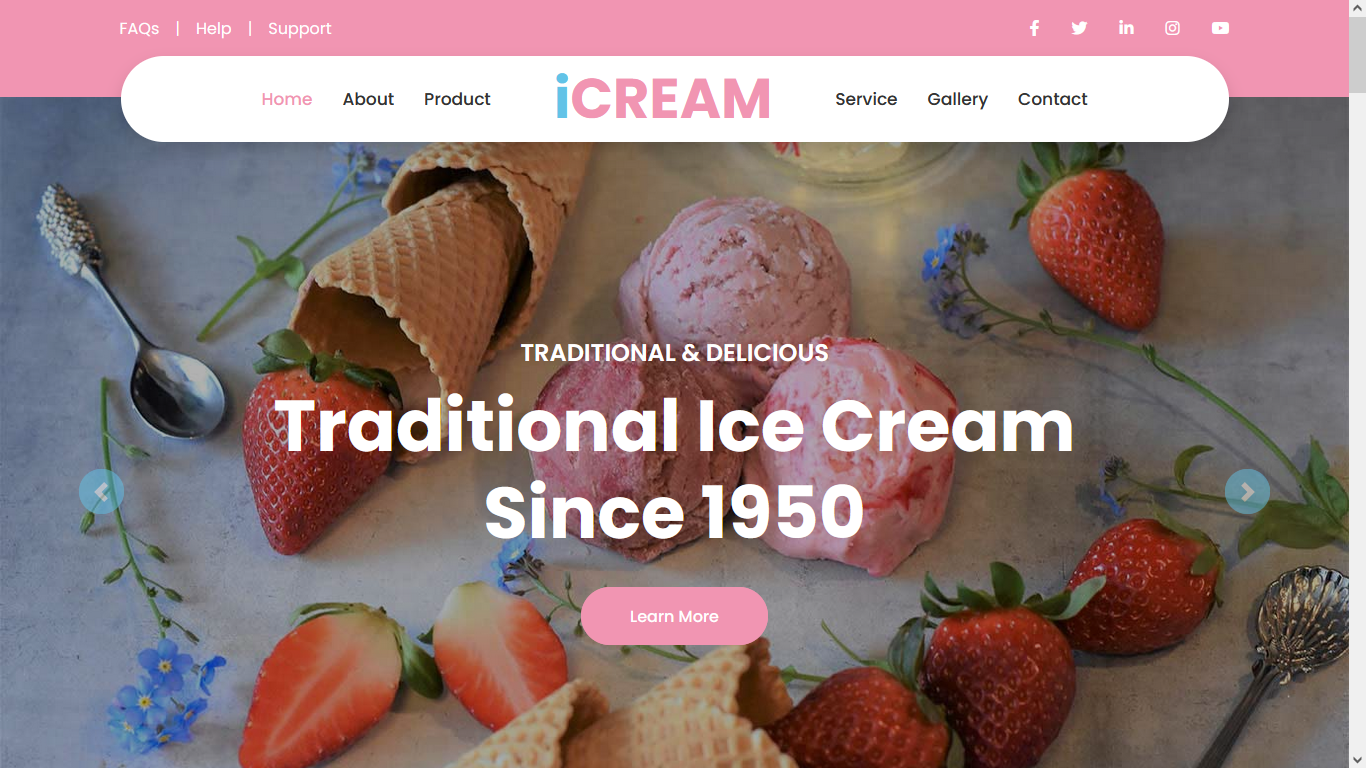 FAQs | Help | Support
Home About Product iCREAM Service Gallery Contact
TRADITIONAL & DELICIOUS
Traditional Ice Cream
Since 1950
Learn More